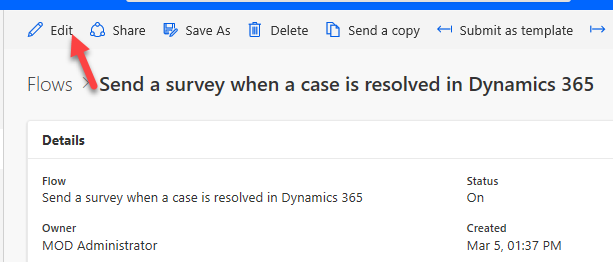 Edit Share Save As Delete Send a copy Submit as template
Flows > Send a survey when a case is resolved in Dynamics 365
Details
Flow Status
Send a survey when a case is resolved in Dynamics 365 On
Owner Created
MOD Administrator Mar 5, 01:37 PM